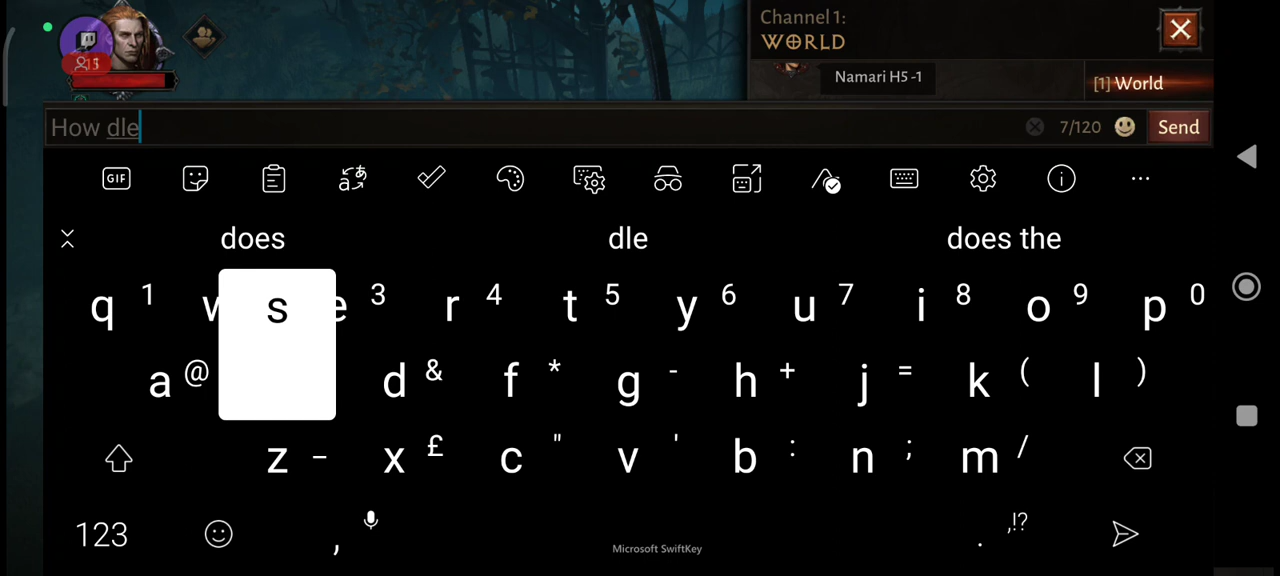 Channel 1:
WORLD
Namari H5 -1
[1] World
15
How dle
7/120
Send
GIF
does
dle
does the
q 1 w e 3 r 4 t 5 y 6 u 7 i 8 o 9 p 0
s
a @ d & f * g - h + j = k ( l )
z – x £ c " v ' b : n ; m /
123 , Microsoft SwiftKey . ,!?